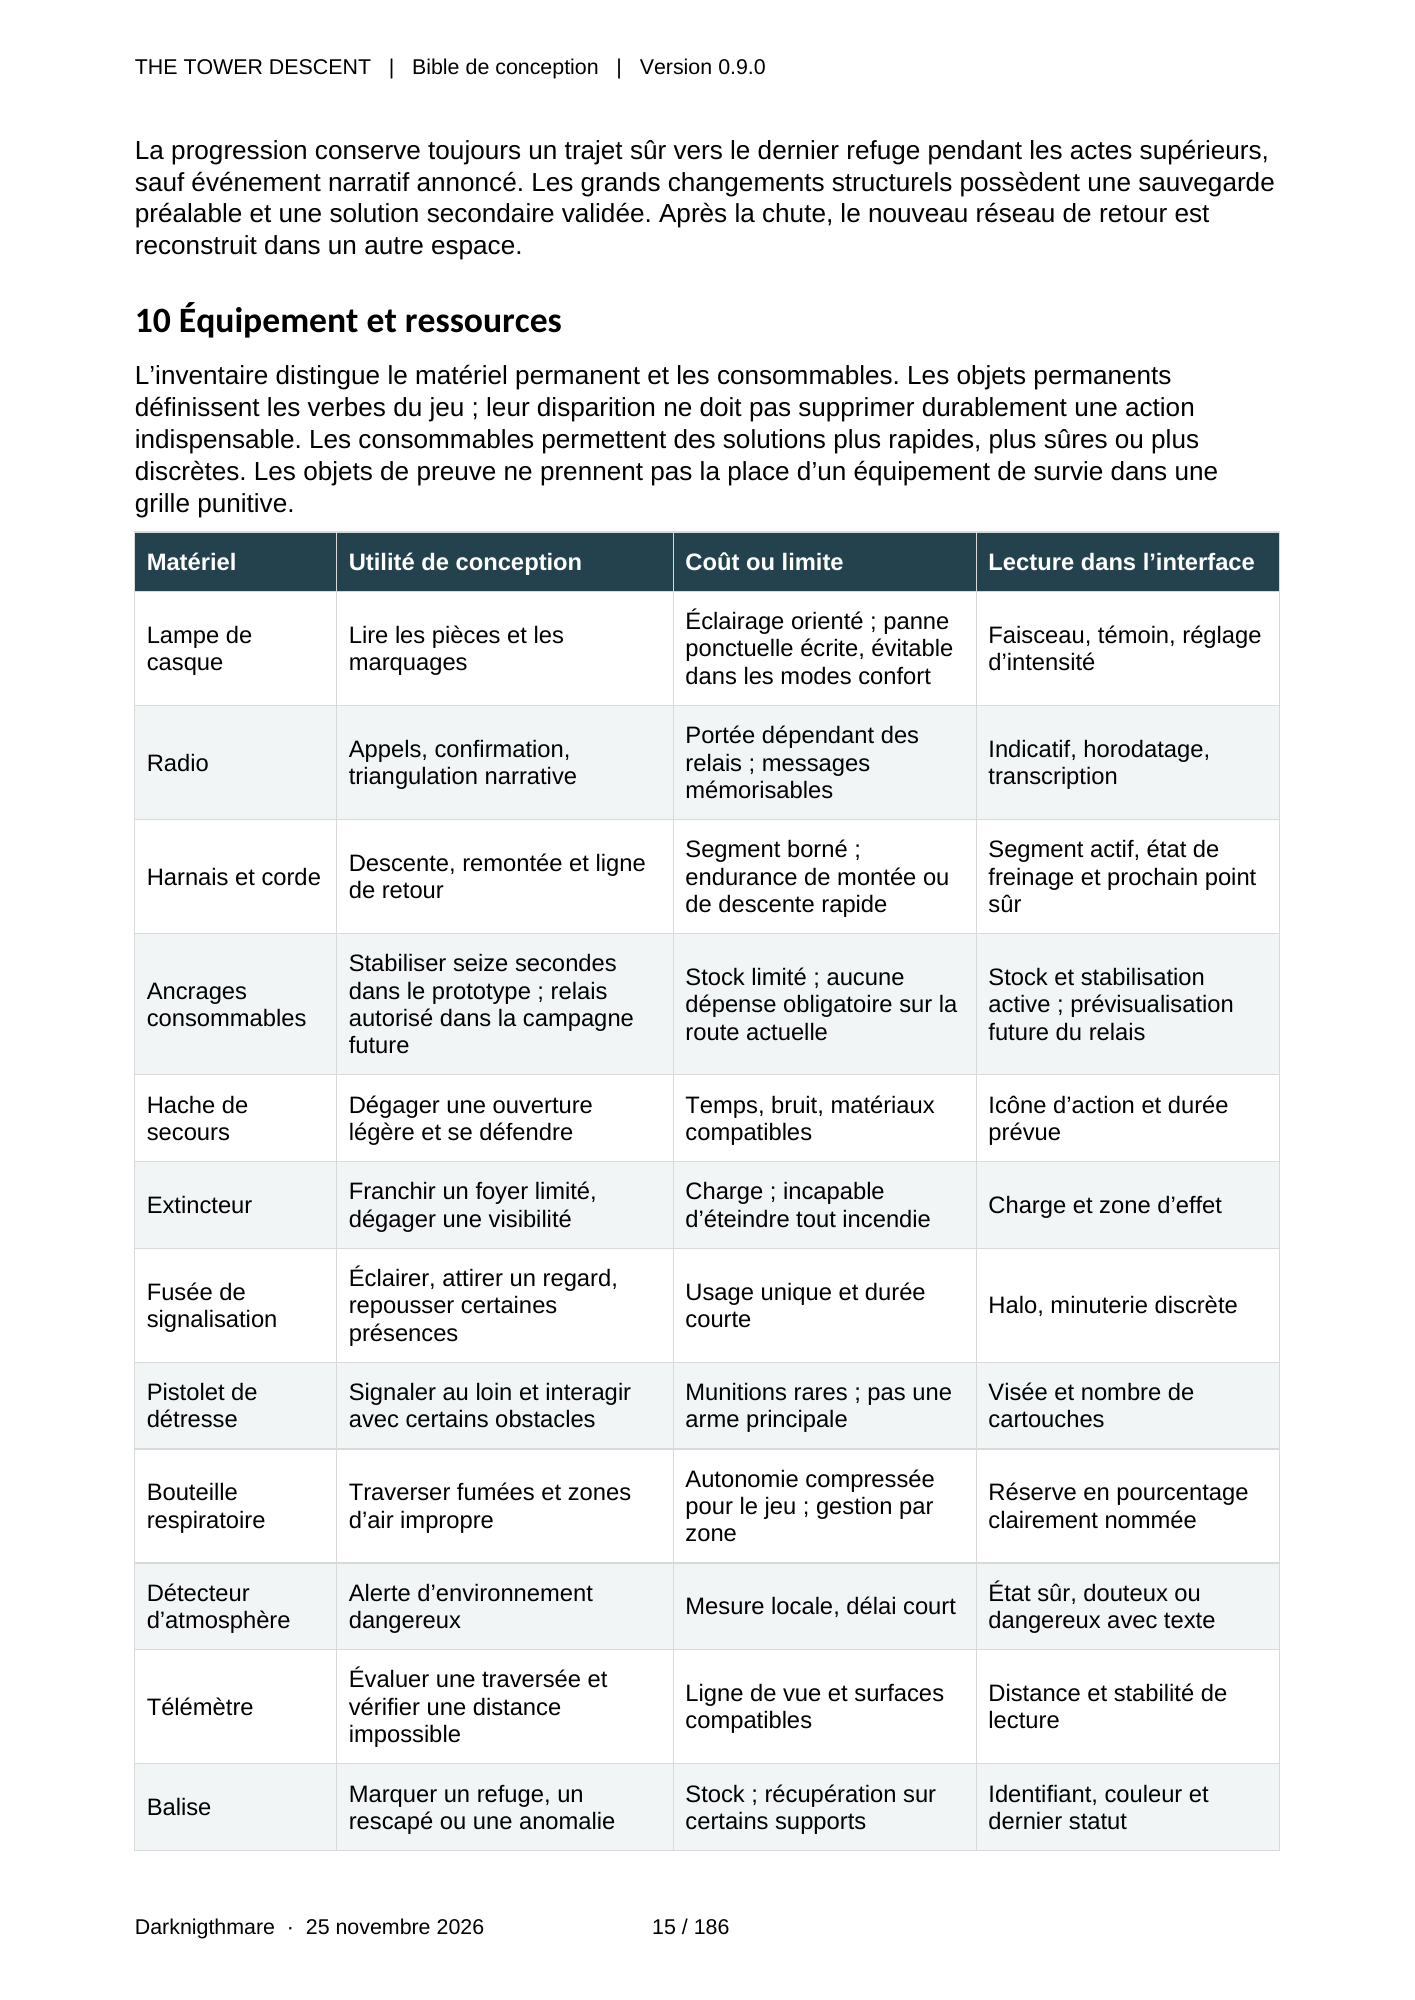 THE TOWER DESCENT | Bible de conception | Version 0.9.0
La progression conserve toujours un trajet sûr vers le dernier refuge pendant les actes supérieurs,
sauf événement narratif annoncé. Les grands changements structurels possèdent une sauvegarde
préalable et une solution secondaire validée. Après la chute, le nouveau réseau de retour est
reconstruit dans un autre espace.
10 Équipement et ressources
L’inventaire distingue le matériel permanent et les consommables. Les objets permanents
définissent les verbes du jeu ; leur disparition ne doit pas supprimer durablement une action
indispensable. Les consommables permettent des solutions plus rapides, plus sûres ou plus
discrètes. Les objets de preuve ne prennent pas la place d’un équipement de survie dans une
grille punitive.
Matériel
Utilité de conception
Coût ou limite
Lecture dans l’interface
Lampe de
casque
Lire les pièces et les
marquages
Éclairage orienté ; panne
ponctuelle écrite, évitable
dans les modes confort
Faisceau, témoin, réglage
d’intensité
Radio
Appels, confirmation,
triangulation narrative
Portée dépendant des
relais ; messages
mémorisables
Indicatif, horodatage,
transcription
Harnais et corde
Descente, remontée et ligne
de retour
Segment borné ;
endurance de montée ou
de descente rapide
Segment actif, état de
freinage et prochain point
sûr
Ancrages
consommables
Stabiliser seize secondes
dans le prototype ; relais
autorisé dans la campagne
future
Stock limité ; aucune
dépense obligatoire sur la
route actuelle
Stock et stabilisation
active ; prévisualisation
future du relais
Hache de
secours
Dégager une ouverture
légère et se défendre
Temps, bruit, matériaux
compatibles
Icône d’action et durée
prévue
Extincteur
Franchir un foyer limité,
dégager une visibilité
Charge ; incapable
d’éteindre tout incendie
Charge et zone d’effet
Fusée de
signalisation
Éclairer, attirer un regard,
repousser certaines
présences
Usage unique et durée
courte
Halo, minuterie discrète
Pistolet de
détresse
Signaler au loin et interagir
avec certains obstacles
Munitions rares ; pas une
arme principale
Visée et nombre de
cartouches
Bouteille
respiratoire
Traverser fumées et zones
d’air impropre
Autonomie compressée
pour le jeu ; gestion par
zone
Réserve en pourcentage
clairement nommée
Détecteur
d’atmosphère
Alerte d’environnement
dangereux
Mesure locale, délai court
État sûr, douteux ou
dangereux avec texte
Télémètre
Évaluer une traversée et
vérifier une distance
impossible
Ligne de vue et surfaces
compatibles
Distance et stabilité de
lecture
Balise
Marquer un refuge, un
rescapé ou une anomalie
Stock ; récupération sur
certains supports
Identifiant, couleur et
dernier statut
Darknigthmare · 25 novembre 2026
15 / 186